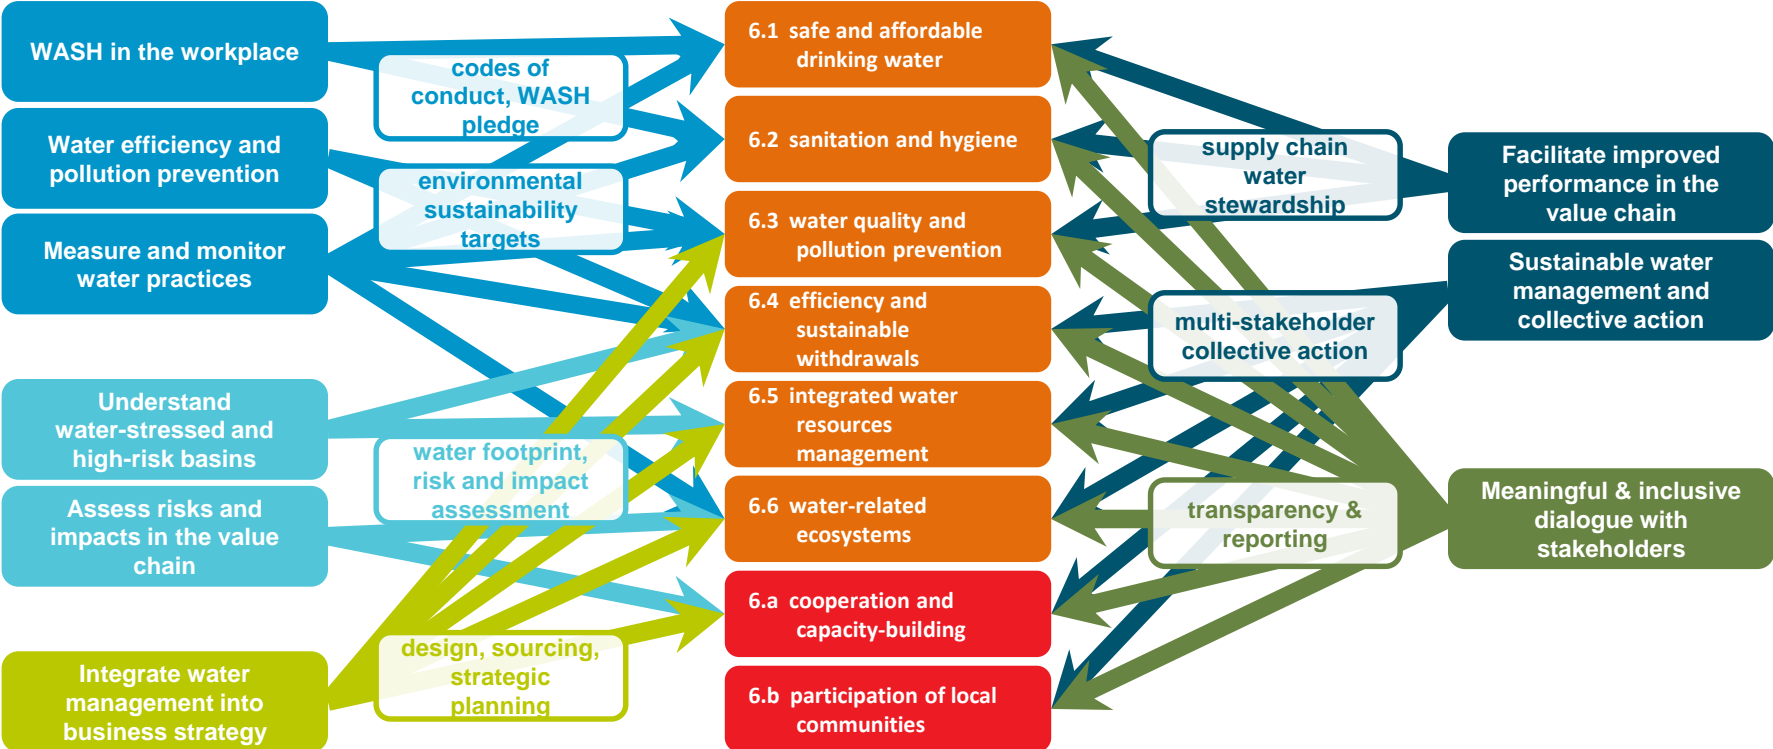 WASH in the workplace
Water efficiency and
pollution prevention
Measure and monitor
water practices
Understand
water-stressed and
high-risk basins
Assess risks and
impacts in the value
chain
Integrate water
management into
business strategy
codes of
conduct, WASH
pledge
environmental
sustainability
targets
water footprint,
risk and impact
assessment
design, sourcing,
strategic
planning
6.1 safe and affordable
drinking water
6.2 sanitation and hygiene
6.3 water quality and
pollution prevention
6.4 efficiency and
sustainable
withdrawals
6.5 integrated water
resources
management
6.6 water-related
ecosystems
6.a cooperation and
capacity-building
6.b participation of local
communities
supply chain
water
stewardship
multi-stakeholder
collective action
transparency &
reporting
Facilitate improved
performance in the
value chain
Sustainable water
management and
collective action
Meaningful & inclusive
dialogue with
stakeholders